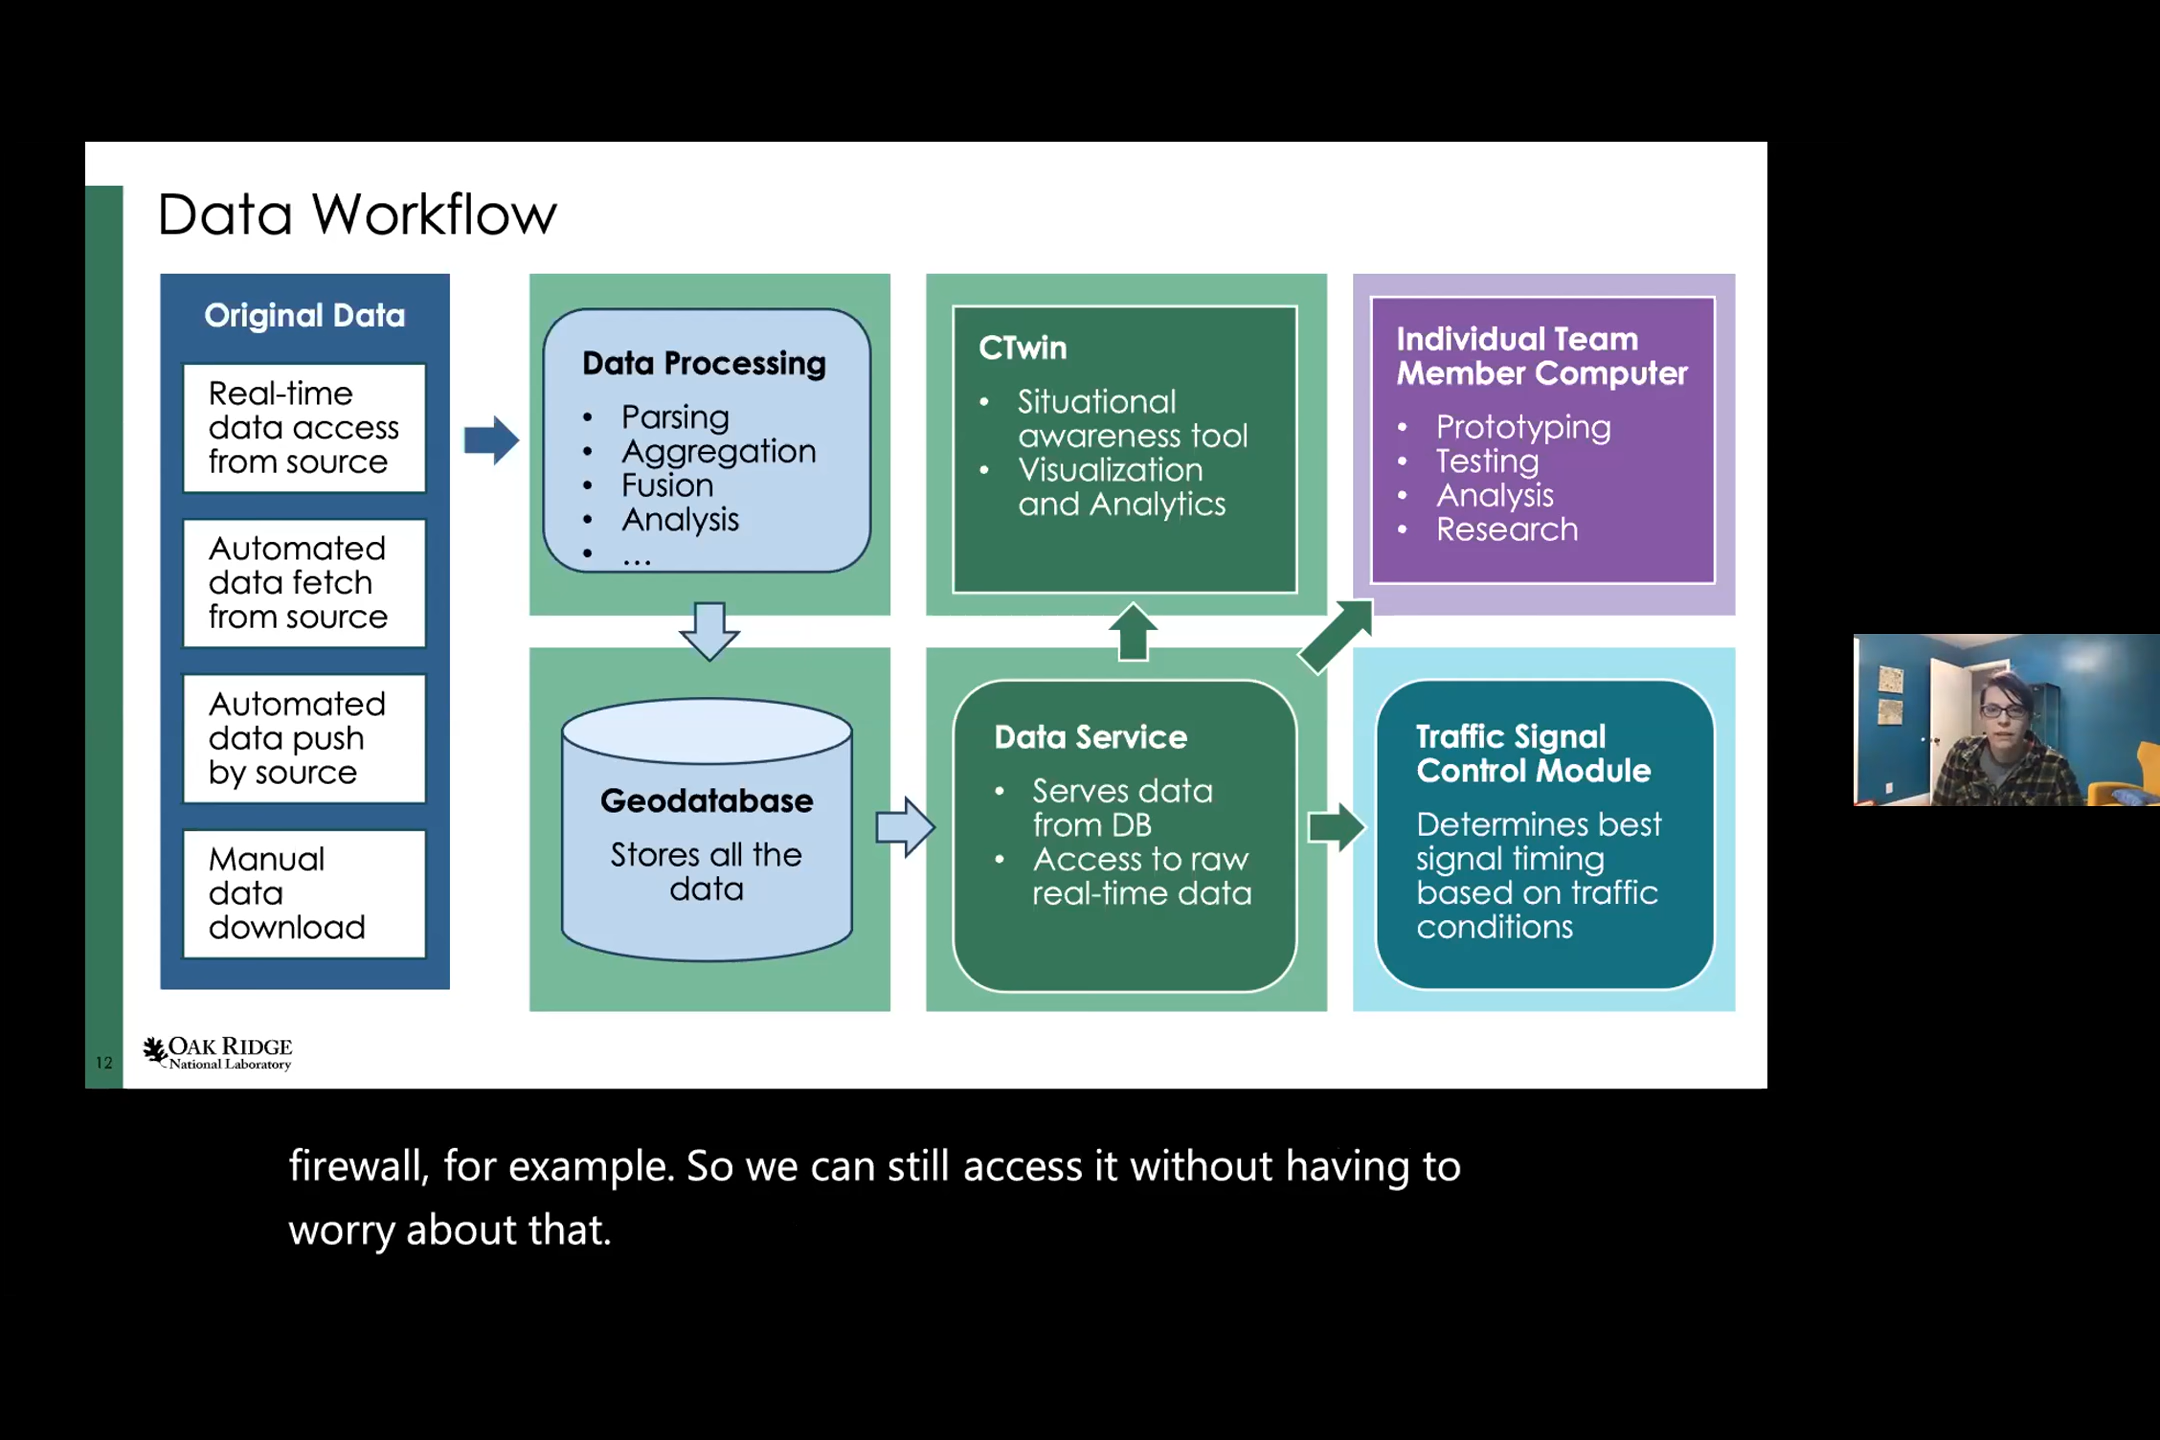 Data Workflow
Original Data
Real-time
data access
from source
Automated
data fetch
from source
Automated
data push
by source
Manual
data
download
Data Processing
• Parsing
• Aggregation
• Fusion
• Analysis
• ...
Geodatabase
Stores all the
data
CTwin
• Situational
awareness tool
• Visualization
and Analytics
Data Service
• Serves data
from DB
• Access to raw
real-time data
Individual Team
Member Computer
• Prototyping
• Testing
• Analysis
• Research
Traffic Signal
Control Module
Determines best
signal timing
based on traffic
conditions
12
OAK RIDGE
National Laboratory
firewall, for example. So we can still access it without having to
worry about that.